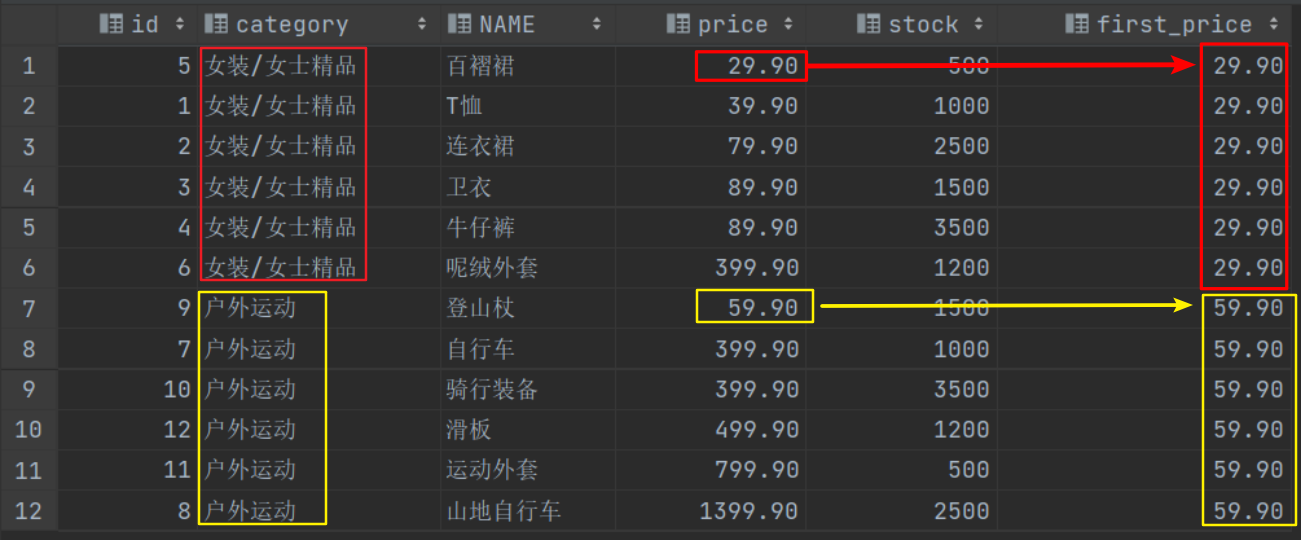 id category NAME price stock first_price
1 5 女装/女士精品 百褶裙 29.90 500 29.90
2 1 女装/女士精品 T恤 39.90 1000 29.90
3 2 女装/女士精品 连衣裙 79.90 2500 29.90
4 3 女装/女士精品 卫衣 89.90 1500 29.90
5 4 女装/女士精品 牛仔裤 89.90 3500 29.90
6 6 女装/女士精品 呢绒外套 399.90 1200 29.90
7 9 户外运动 登山杖 59.90 1500 59.90
8 7 户外运动 自行车 399.90 1000 59.90
9 10 户外运动 骑行装备 399.90 3500 59.90
10 12 户外运动 滑板 499.90 1200 59.90
11 11 户外运动 运动外套 799.90 500 59.90
12 8 户外运动 山地自行车 1399.90 2500 59.90